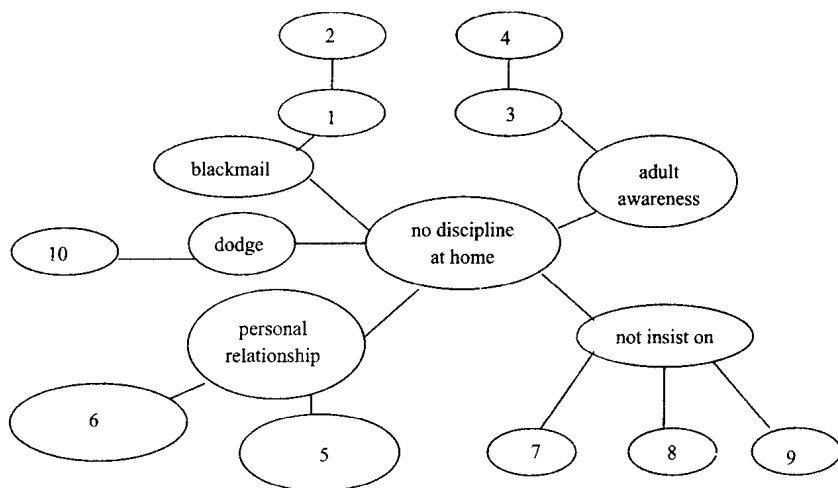 2
4
1
3
blackmail
adult
awareness
no discipline
at home
dodge
10
personal
relationship
not insist on
6
5
7
8
9